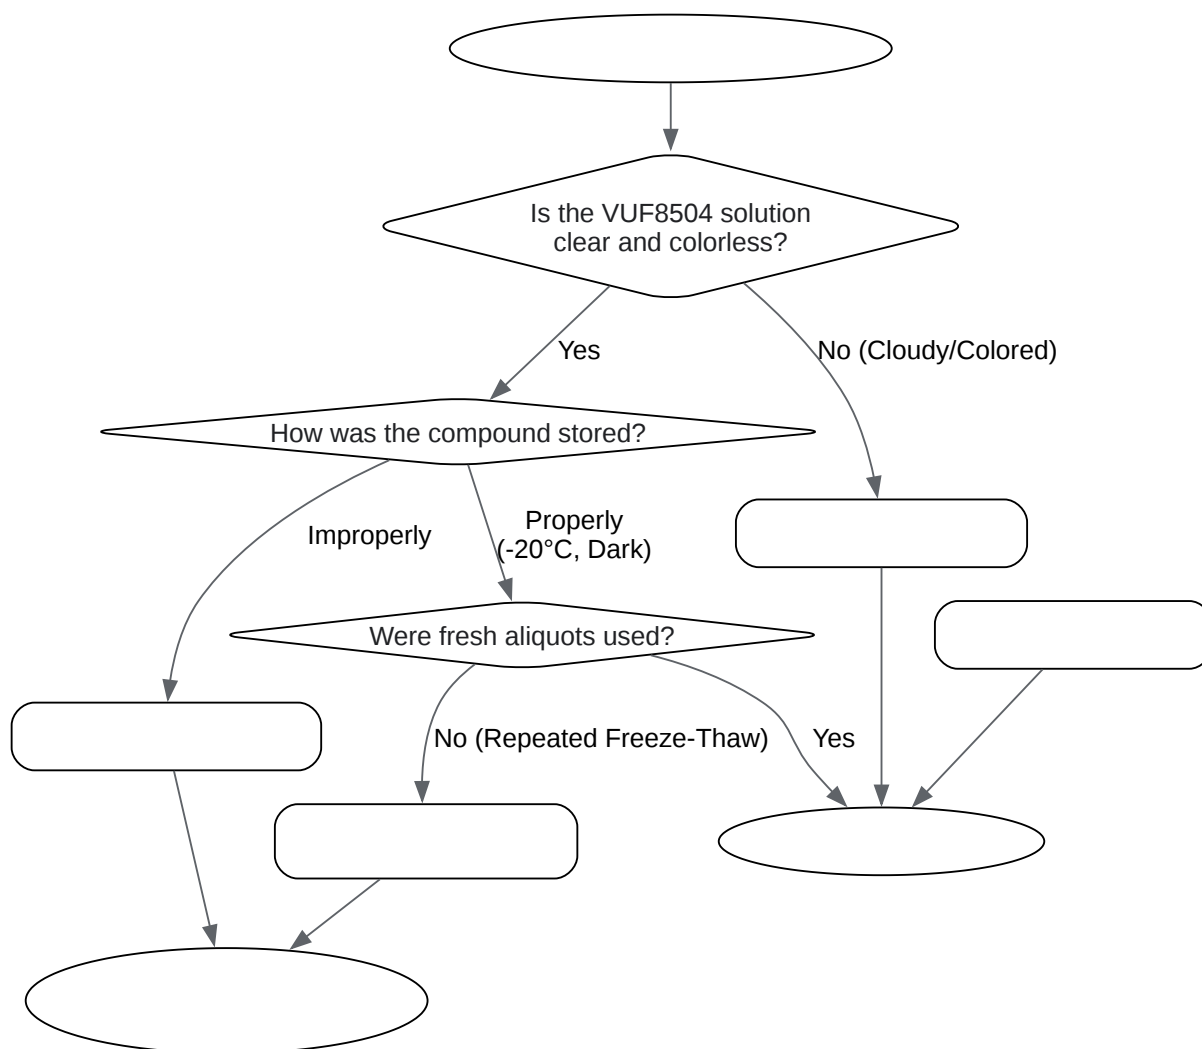 Is the VUF8504 solution
clear and colorless?
Yes
No (Cloudy/Colored)
How was the compound stored?
Improperly
Properly
(-20°C, Dark)
Were fresh aliquots used?
No (Repeated Freeze-Thaw)
Yes